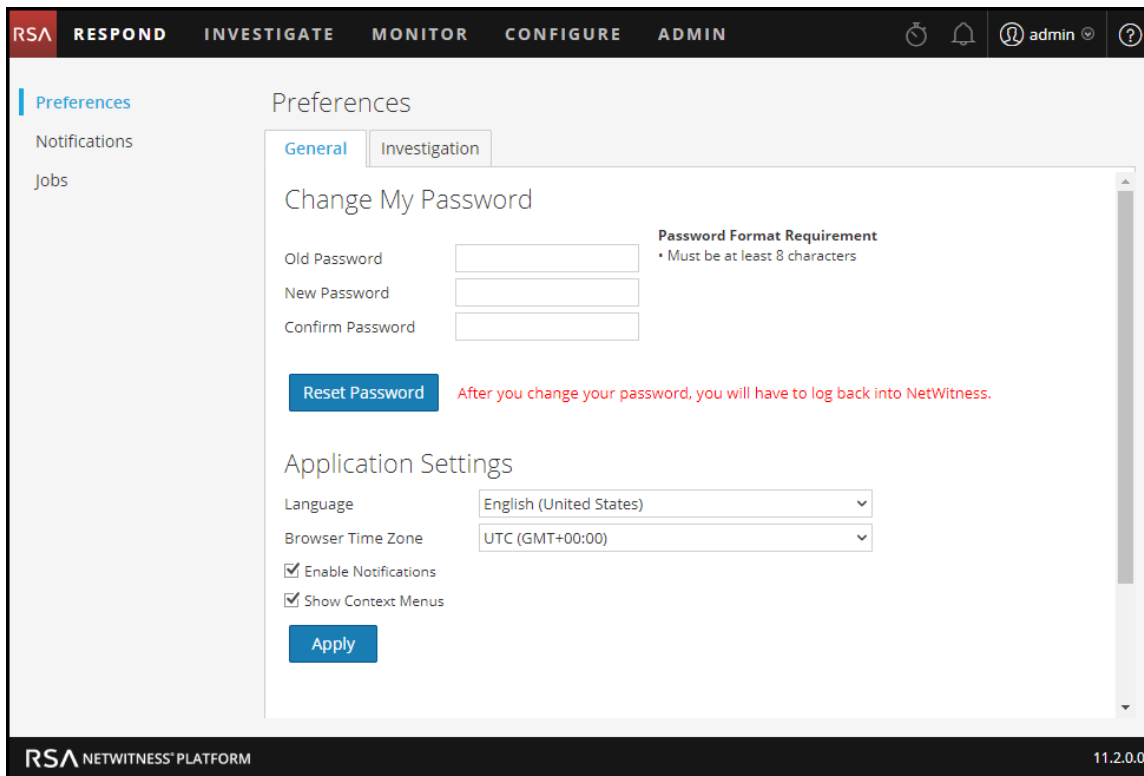 RSA RESPOND INVESTIGATE MONITOR CONFIGURE ADMIN admin ?
Preferences
Notifications
Jobs
Preferences
General Investigation
Change My Password
Password Format Requirement
• Must be at least 8 characters
Old Password
New Password
Confirm Password
Reset Password After you change your password, you will have to log back into NetWitness.
Application Settings
Language English (United States)
Browser Time Zone UTC (GMT+00:00)
Enable Notifications
Show Context Menus
Apply
RSA NETWITNESS® PLATFORM 11.2.0.0